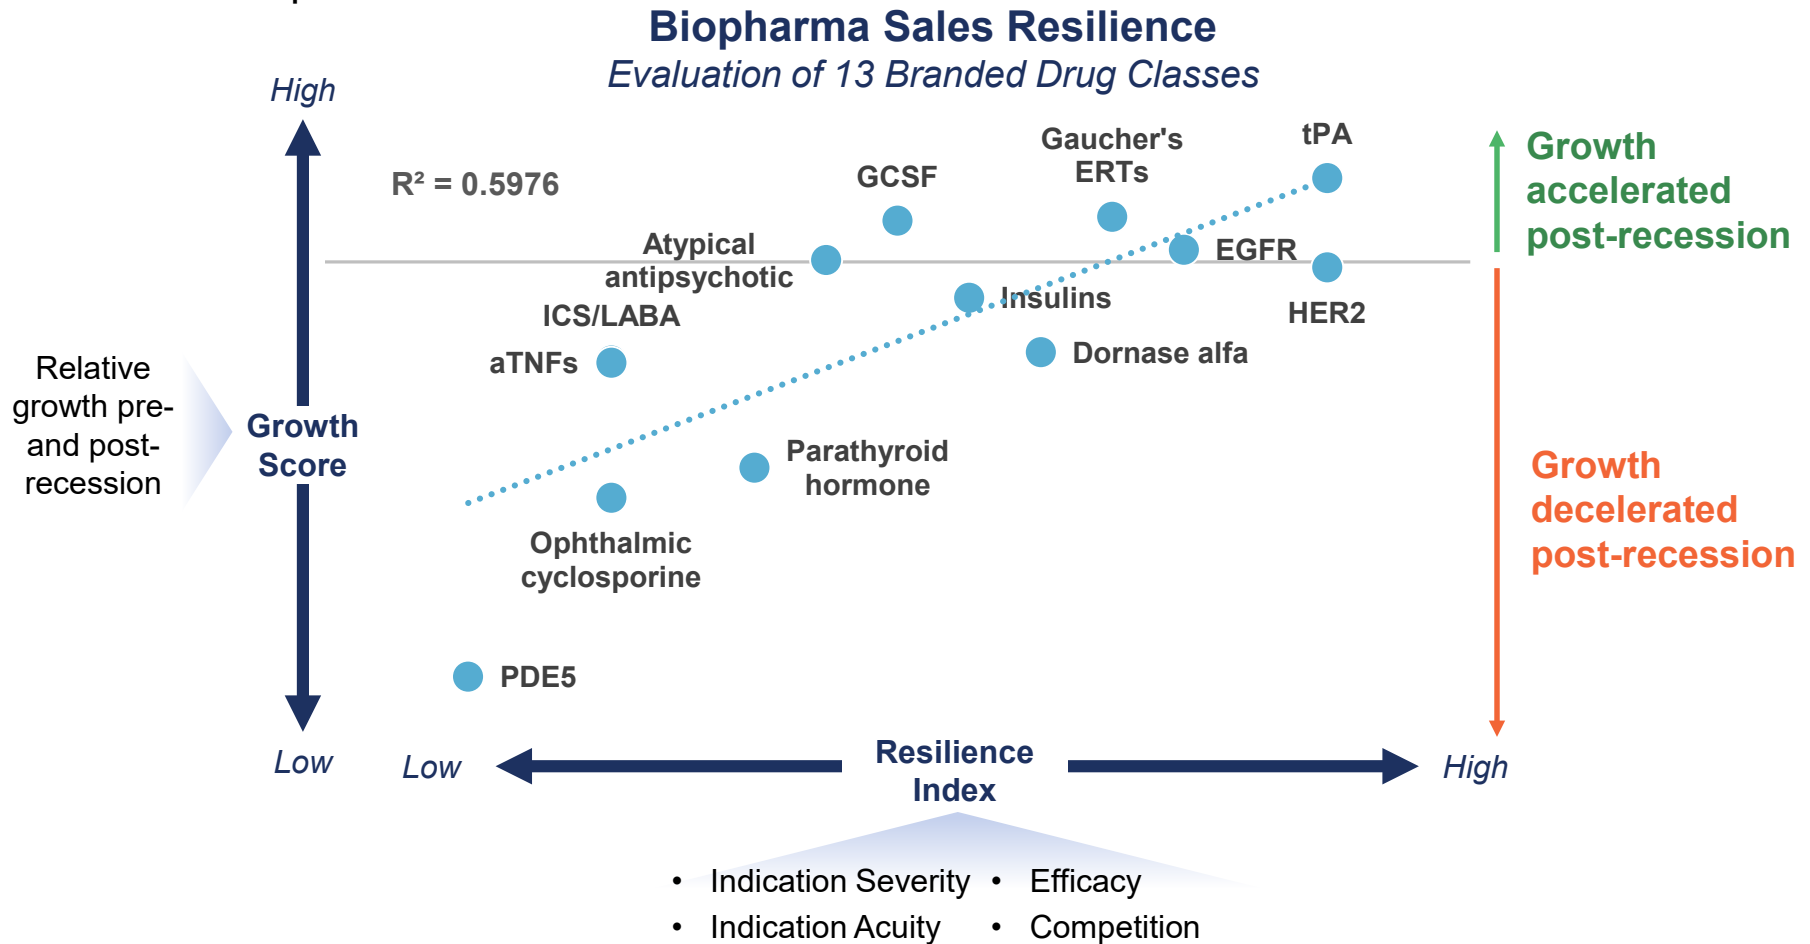 Biopharma Sales Resilience
Evaluation of 13 Branded Drug Classes
High
R² = 0.5976
GCSF
Gaucher's
ERTs
tPA
Growth
accelerated
post-recession
Atypical
antipsychotic
EGFR
ICS/LABA
Insulins
HER2
aTNFs
Dornase alfa
Relative
growth pre-
and post-
recession
Growth
Score
Parathyroid
hormone
Growth
decelerated
post-recession
Ophthalmic
cyclosporine
PDE5
Low
Low
Resilience
Index
High
• Indication Severity
• Indication Acuity
• Efficacy
• Competition